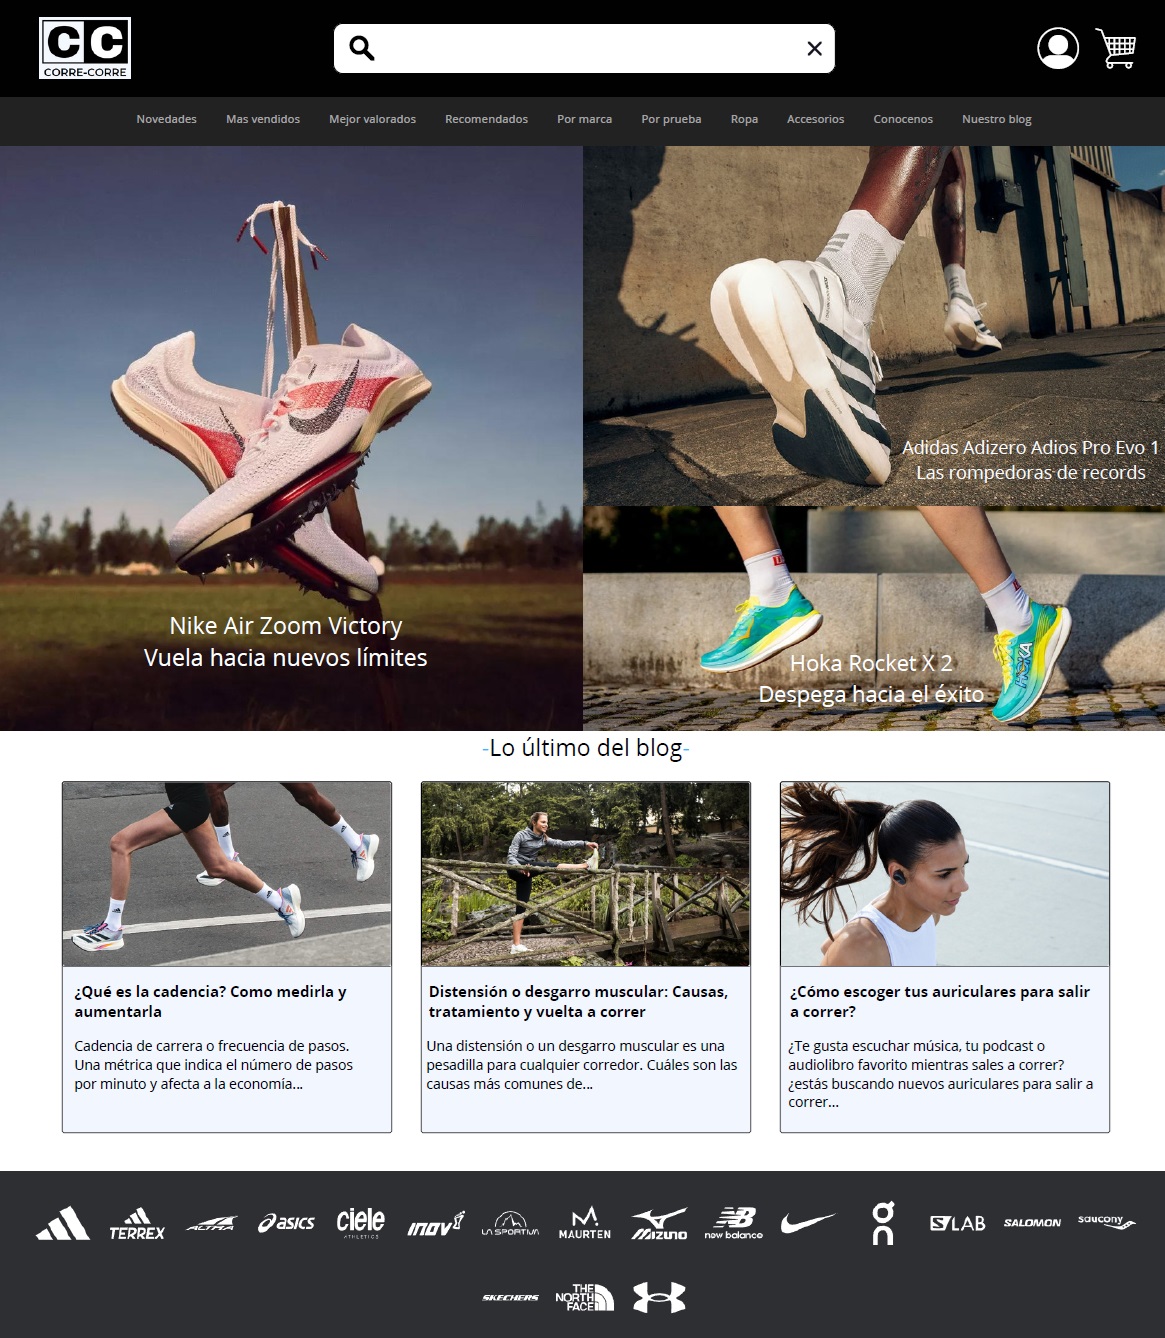 CC
CORRE-CORRE
Novedades Mas vendidos Mejor valorados Recomendados Por marca Por prueba Ropa Accesorios Conocenos Nuestro blog
Adidas Adizero Adios Pro Evo 1
Las rompedoras de records
Nike Air Zoom Victory
Vuela hacia nuevos límites
HOKA
Hoka Rocket X 2
Despega hacia el éxito
-Lo último del blog-
¿Qué es la cadencia? Como medirla y
aumentarla
Cadencia de carrera o frecuencia de pasos.
Una métrica que indica el número de pasos
por minuto y afecta a la economía...
Distensión o desgarro muscular: Causas,
tratamiento y vuelta a correr
Una distensión o un desgarro muscular es una
pesadilla para cualquier corredor. Cuáles son las
causas más comunes de...
¿Cómo escoger tus auriculares para salir
a correr?
¿Te gusta escuchar música, tu podcast o
audiolibro favorito mientras sales a correr?
¿estás buscando nuevos auriculares para salir a
correr...
TERREX
ALTRA
asics
ciele
ATHLETICS
inov8
LA SPORTIVA
M.
MAURTEN
Mizuno
NB
new balance
on
S/LAB
SALOMON
saucony
SKECHERS
THE
NORTH
FACE